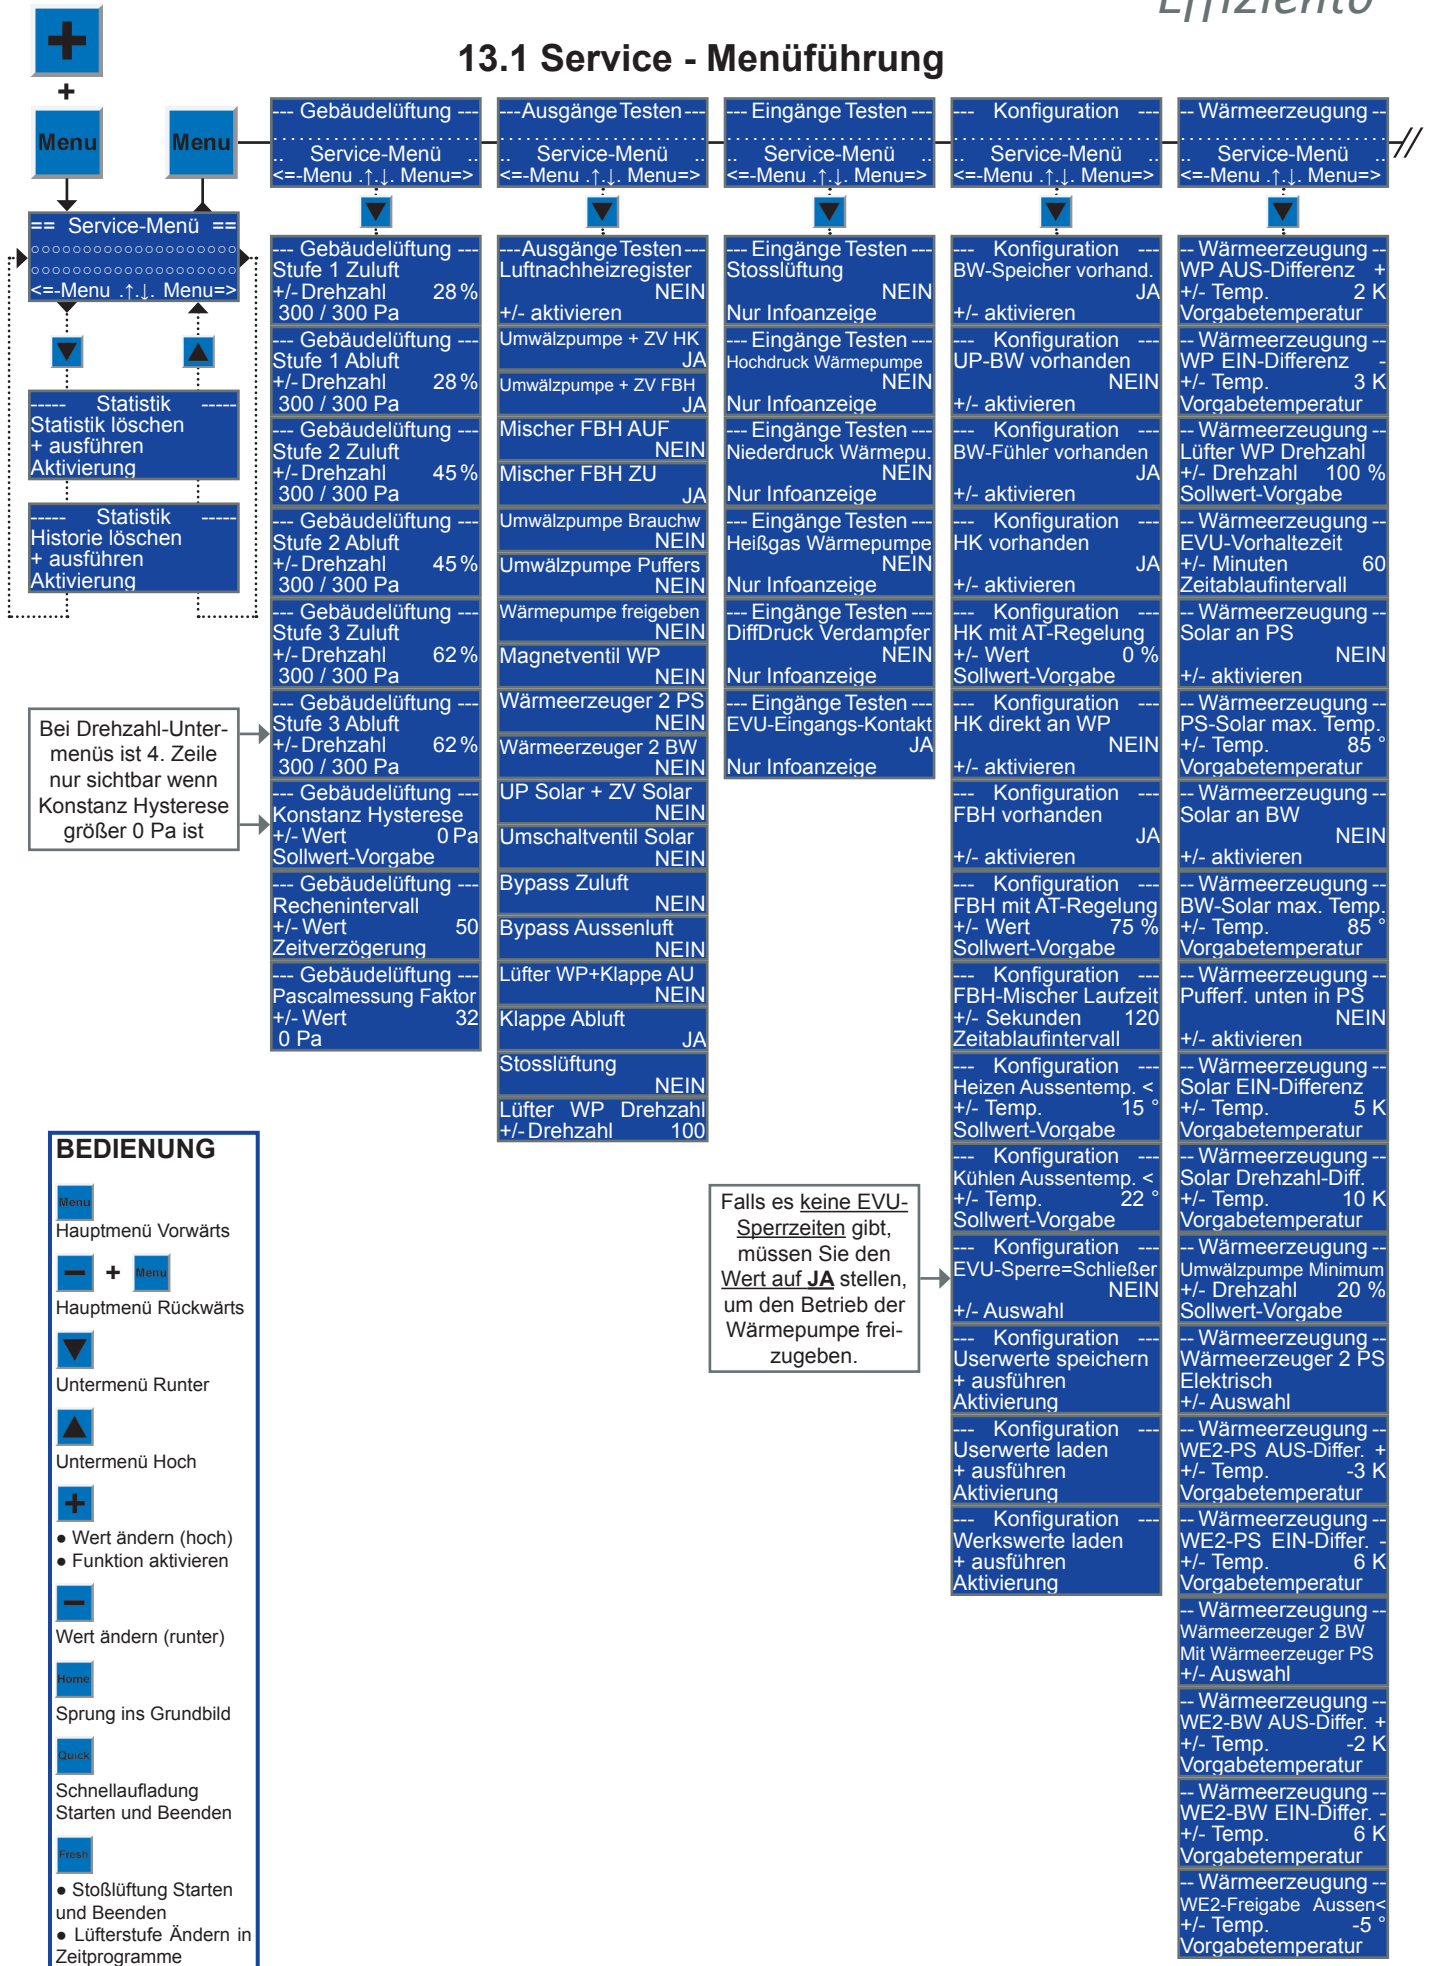 Effiziento
13.1 Service - Menüführung
+
Menu
Menu
== Service-Menü ==
○○○○○○○○○○○○○○○○○○
○○○○○○○○○○○○○○○○○○
<=-Menu .↑.↓. Menu=>
----- Statistik -----
Statistik löschen
+ ausführen
Aktivierung
----- Statistik -----
Historie löschen
+ ausführen
Aktivierung
Bei Drehzahl-Unter-
menüs ist 4. Zeile
nur sichtbar wenn
Konstanz Hysterese
größer 0 Pa ist
--- Gebäudelüftung ---
......................
.. Service-Menü ..
<=-Menu .↑.↓. Menu=>
--- Gebäudelüftung ---
Stufe 1 Zuluft
+/- Drehzahl 28 %
300 / 300 Pa
--- Gebäudelüftung ---
Stufe 1 Abluft
+/- Drehzahl 28 %
300 / 300 Pa
--- Gebäudelüftung ---
Stufe 2 Zuluft
+/- Drehzahl 45 %
300 / 300 Pa
--- Gebäudelüftung ---
Stufe 2 Abluft
+/- Drehzahl 45 %
300 / 300 Pa
--- Gebäudelüftung ---
Stufe 3 Zuluft
+/- Drehzahl 62 %
300 / 300 Pa
--- Gebäudelüftung ---
Stufe 3 Abluft
+/- Drehzahl 62 %
300 / 300 Pa
--- Gebäudelüftung ---
Konstanz Hysterese
+/- Wert 0 Pa
Sollwert-Vorgabe
--- Gebäudelüftung ---
Rechenintervall
+/- Wert 50
Zeitverzögerung
--- Gebäudelüftung ---
Pascalmessung Faktor
+/- Wert 32
0 Pa
---Ausgänge Testen---
......................
.. Service-Menü ..
<=-Menu .↑.↓. Menu=>
---Ausgänge Testen---
Luftnachheizregister
NEIN
+/- aktivieren
Umwälzpumpe + ZV HK
JA
Umwälzpumpe + ZV FBH
JA
Mischer FBH AUF
NEIN
Mischer FBH ZU
JA
Umwälzpumpe Brauchw
NEIN
Umwälzpumpe Puffers
NEIN
Wärmepumpe freigeben
NEIN
Magnetventil WP
NEIN
Wärmeerzeuger 2 PS
NEIN
Wärmeerzeuger 2 BW
NEIN
UP Solar + ZV Solar
NEIN
Umschaltventil Solar
NEIN
Bypass Zuluft
NEIN
Bypass Aussenluft
NEIN
Lüfter WP+Klappe AU
NEIN
Klappe Abluft
JA
Stosslüftung
NEIN
Lüfter WP Drehzahl
+/- Drehzahl 100
--- Eingänge Testen ---
......................
.. Service-Menü ..
<=-Menu .↑.↓. Menu=>
--- Eingänge Testen ---
Stosslüftung
NEIN
Nur Infoanzeige
--- Eingänge Testen ---
Hochdruck Wärmepumpe
NEIN
Nur Infoanzeige
--- Eingänge Testen ---
Niederdruck Wärmepu.
NEIN
Nur Infoanzeige
--- Eingänge Testen ---
Heißgas Wärmepumpe
NEIN
Nur Infoanzeige
--- Eingänge Testen ---
DiffDruck Verdampfer
NEIN
Nur Infoanzeige
--- Eingänge Testen ---
EVU-Eingangs-Kontakt
JA
Nur Infoanzeige
Falls es keine EVU-
Sperrzeiten gibt,
müssen Sie den
Wert auf JA stellen,
um den Betrieb der
Wärmepumpe frei-
zugeben.
--- Konfiguration ---
......................
.. Service-Menü ..
<=-Menu .↑.↓. Menu=>
--- Konfiguration ---
BW-Speicher vorhand.
JA
+/- aktivieren
--- Konfiguration ---
UP-BW vorhanden
NEIN
+/- aktivieren
--- Konfiguration ---
BW-Fühler vorhanden
JA
+/- aktivieren
--- Konfiguration ---
HK vorhanden
JA
+/- aktivieren
--- Konfiguration ---
HK mit AT-Regelung
+/- Wert 0 %
Sollwert-Vorgabe
--- Konfiguration ---
HK direkt an WP
NEIN
+/- aktivieren
--- Konfiguration ---
FBH vorhanden
JA
+/- aktivieren
--- Konfiguration ---
FBH mit AT-Regelung
+/- Wert 75 %
Sollwert-Vorgabe
--- Konfiguration ---
FBH-Mischer Laufzeit
+/- Sekunden 120
Zeitablaufintervall
--- Konfiguration ---
Heizen Aussentemp. <
+/- Temp. 15 °
Sollwert-Vorgabe
--- Konfiguration ---
Kühlen Aussentemp. <
+/- Temp. 22 °
Sollwert-Vorgabe
--- Konfiguration ---
EVU-Sperre=Schließer
NEIN
+/- Auswahl
--- Konfiguration ---
Userwerte speichern
+ ausführen
Aktivierung
--- Konfiguration ---
Userwerte laden
+ ausführen
Aktivierung
--- Konfiguration ---
Werkswerte laden
+ ausführen
Aktivierung
-- Wärmeerzeugung --
......................
.. Service-Menü ..
<=-Menu .↑.↓. Menu=>
-- Wärmeerzeugung --
WP AUS-Differenz +
+/- Temp. 2 K
Vorgabetemperatur
-- Wärmeerzeugung --
WP EIN-Differenz -
+/- Temp. 3 K
Vorgabetemperatur
-- Wärmeerzeugung --
Lüfter WP Drehzahl
+/- Drehzahl 100 %
Sollwert-Vorgabe
-- Wärmeerzeugung --
EVU-Vorhaltezeit
+/- Minuten 60
Zeitablaufintervall
-- Wärmeerzeugung --
Solar an PS
NEIN
+/- aktivieren
-- Wärmeerzeugung --
PS-Solar max. Temp.
+/- Temp. 85 °
Vorgabetemperatur
-- Wärmeerzeugung --
Solar an BW
NEIN
+/- aktivieren
-- Wärmeerzeugung --
BW-Solar max. Temp.
+/- Temp. 85 °
Vorgabetemperatur
-- Wärmeerzeugung --
Pufferf. unten in PS
NEIN
+/- aktivieren
-- Wärmeerzeugung --
Solar EIN-Differenz
+/- Temp. 5 K
Vorgabetemperatur
-- Wärmeerzeugung --
Solar Drehzahl-Diff.
+/- Temp. 10 K
Vorgabetemperatur
-- Wärmeerzeugung --
Umwälzpumpe Minimum
+/- Drehzahl 20 %
Sollwert-Vorgabe
-- Wärmeerzeugung --
Wärmeerzeuger 2 PS
Elektrisch
+/- Auswahl
-- Wärmeerzeugung --
WE2-PS AUS-Differ. +
+/- Temp. -3 K
Vorgabetemperatur
-- Wärmeerzeugung --
WE2-PS EIN-Differ. -
+/- Temp. 6 K
Vorgabetemperatur
-- Wärmeerzeugung --
Wärmeerzeuger 2 BW
Mit Wärmeerzeuger PS
+/- Auswahl
-- Wärmeerzeugung --
WE2-BW AUS-Differ. +
+/- Temp. -2 K
Vorgabetemperatur
-- Wärmeerzeugung --
WE2-BW EIN-Differ. -
+/- Temp. 6 K
Vorgabetemperatur
-- Wärmeerzeugung --
WE2-Freigabe Aussen<
+/- Temp. -5 °
Vorgabetemperatur
BEDIENUNG
Menu
Hauptmenü Vorwärts
− + Menu
Hauptmenü Rückwärts
Untermenü Runter
Untermenü Hoch
+
● Wert ändern (hoch)
● Funktion aktivieren
−
Wert ändern (runter)
Home
Sprung ins Grundbild
Quick
Schnellaufladung
Starten und Beenden
Fresh
● Stoßlüftung Starten
und Beenden
● Lüfterstufe Ändern in
Zeitprogramme